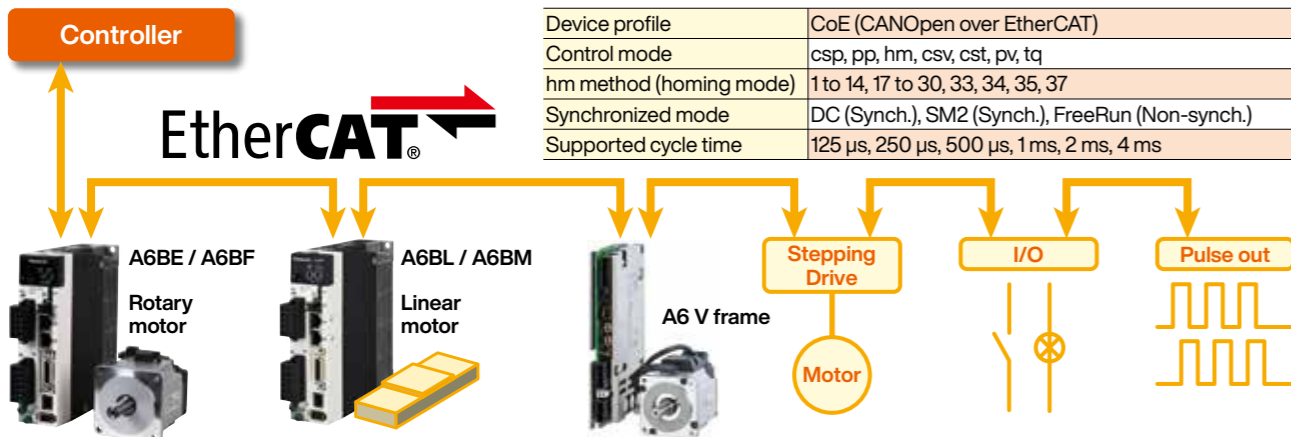 Controller
EtherCAT®
Device profile CoE (CANOpen over EtherCAT)
Control mode csp, pp, hm, csv, cst, pv, tq
hm method (homing mode) 1 to 14, 17 to 30, 33, 34, 35, 37
Synchronized mode DC (Synch.), SM2 (Synch.), FreeRun (Non-synch.)
Supported cycle time 125 µs, 250 µs, 500 µs, 1 ms, 2 ms, 4 ms
A6BE / A6BF
Rotary
motor
A6BL / A6BM
Linear
motor
A6 V frame
Stepping
Drive
Motor
I/O
Pulse out